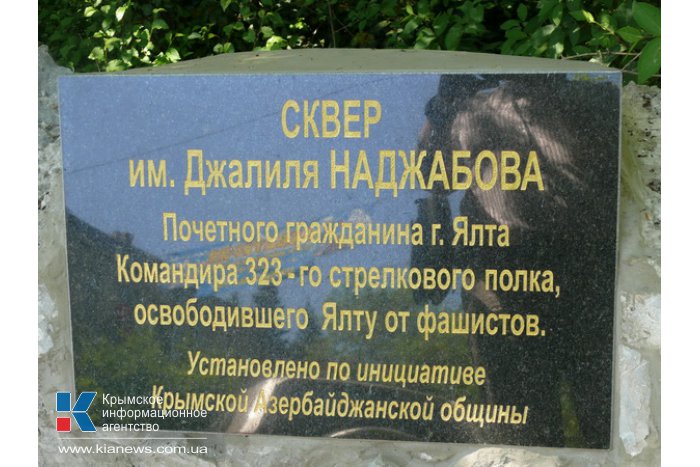 СКВЕР
им. Джалиля НАДЖАБОВА
Почетного гражданина г. Ялта
Командира 323-го стрелкового полка,
освободившего Ялту от фашистов.
Установлено по инициативе
Крымской Азербайджанской общины
К
Крымское
информационное
агентство
www.kianews.com.ua